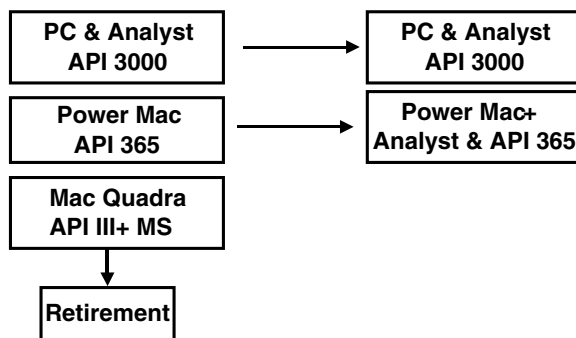 PC & Analyst
API 3000
PC & Analyst
API 3000
Power Mac
API 365
Power Mac+
Analyst & API 365
Mac Quadra
API III+ MS
Retirement